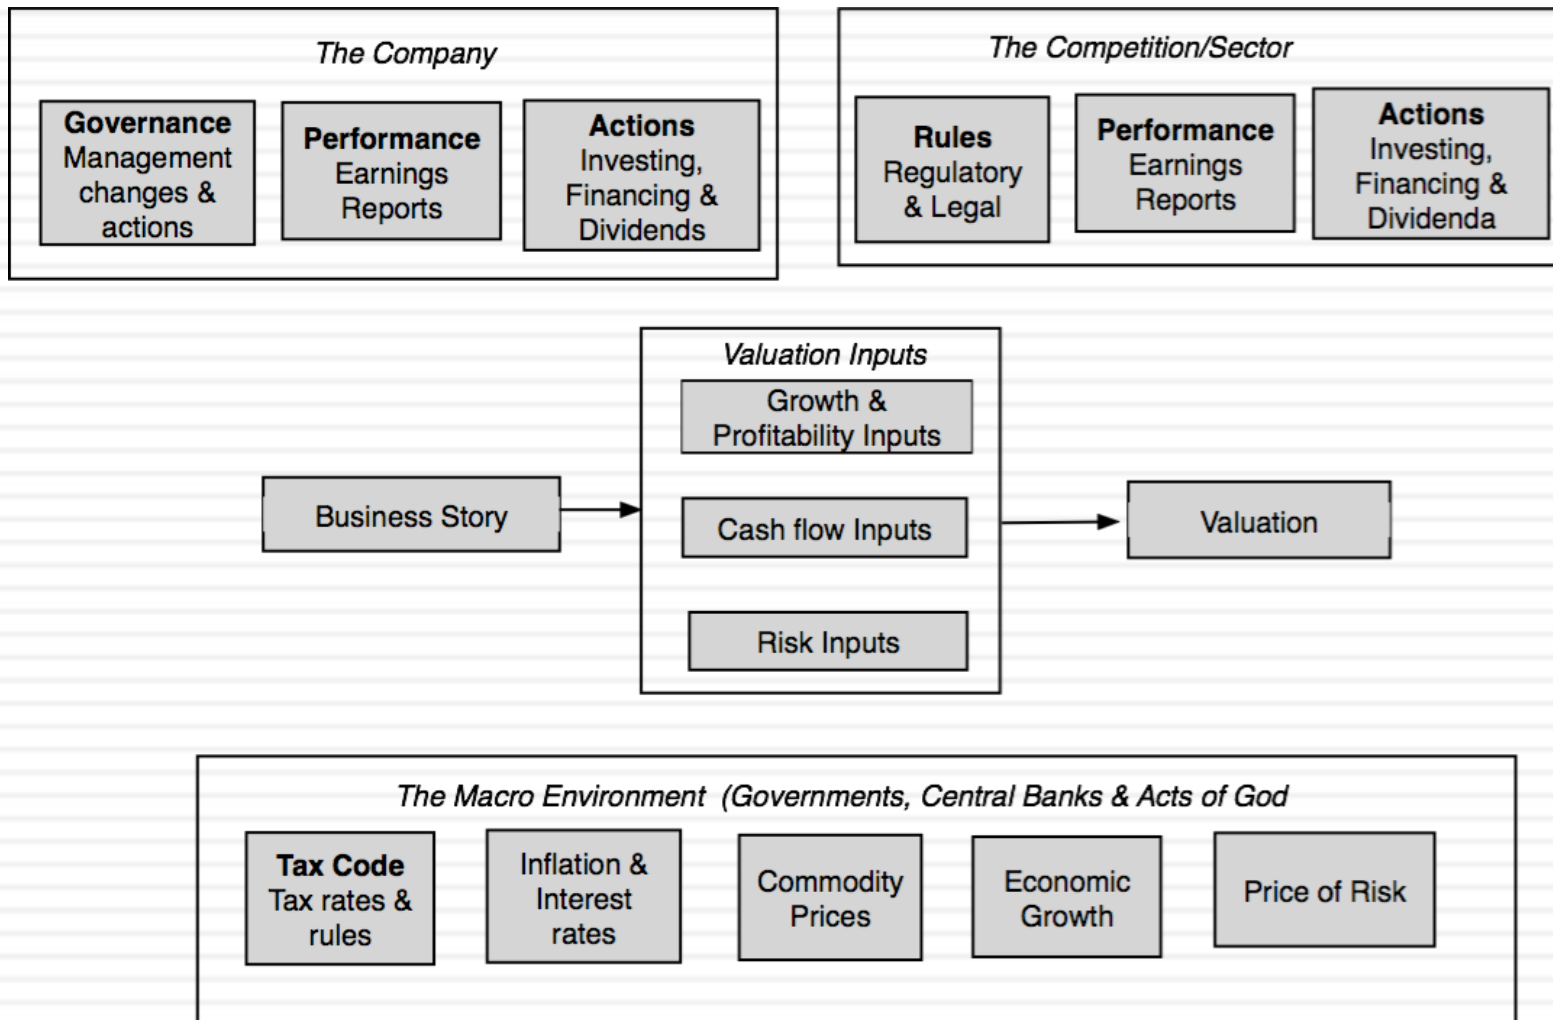 The Company
Governance
Management
changes &
actions
Performance
Earnings
Reports
Actions
Investing,
Financing &
Dividends
The Competition/Sector
Rules
Regulatory
& Legal
Performance
Earnings
Reports
Actions
Investing,
Financing &
Dividenda
Business Story
Valuation Inputs
Growth &
Profitability Inputs
Cash flow Inputs
Risk Inputs
Valuation
The Macro Environment  (Governments, Central Banks & Acts of God
Tax Code
Tax rates &
rules
Inflation &
Interest
rates
Commodity
Prices
Economic
Growth
Price of Risk